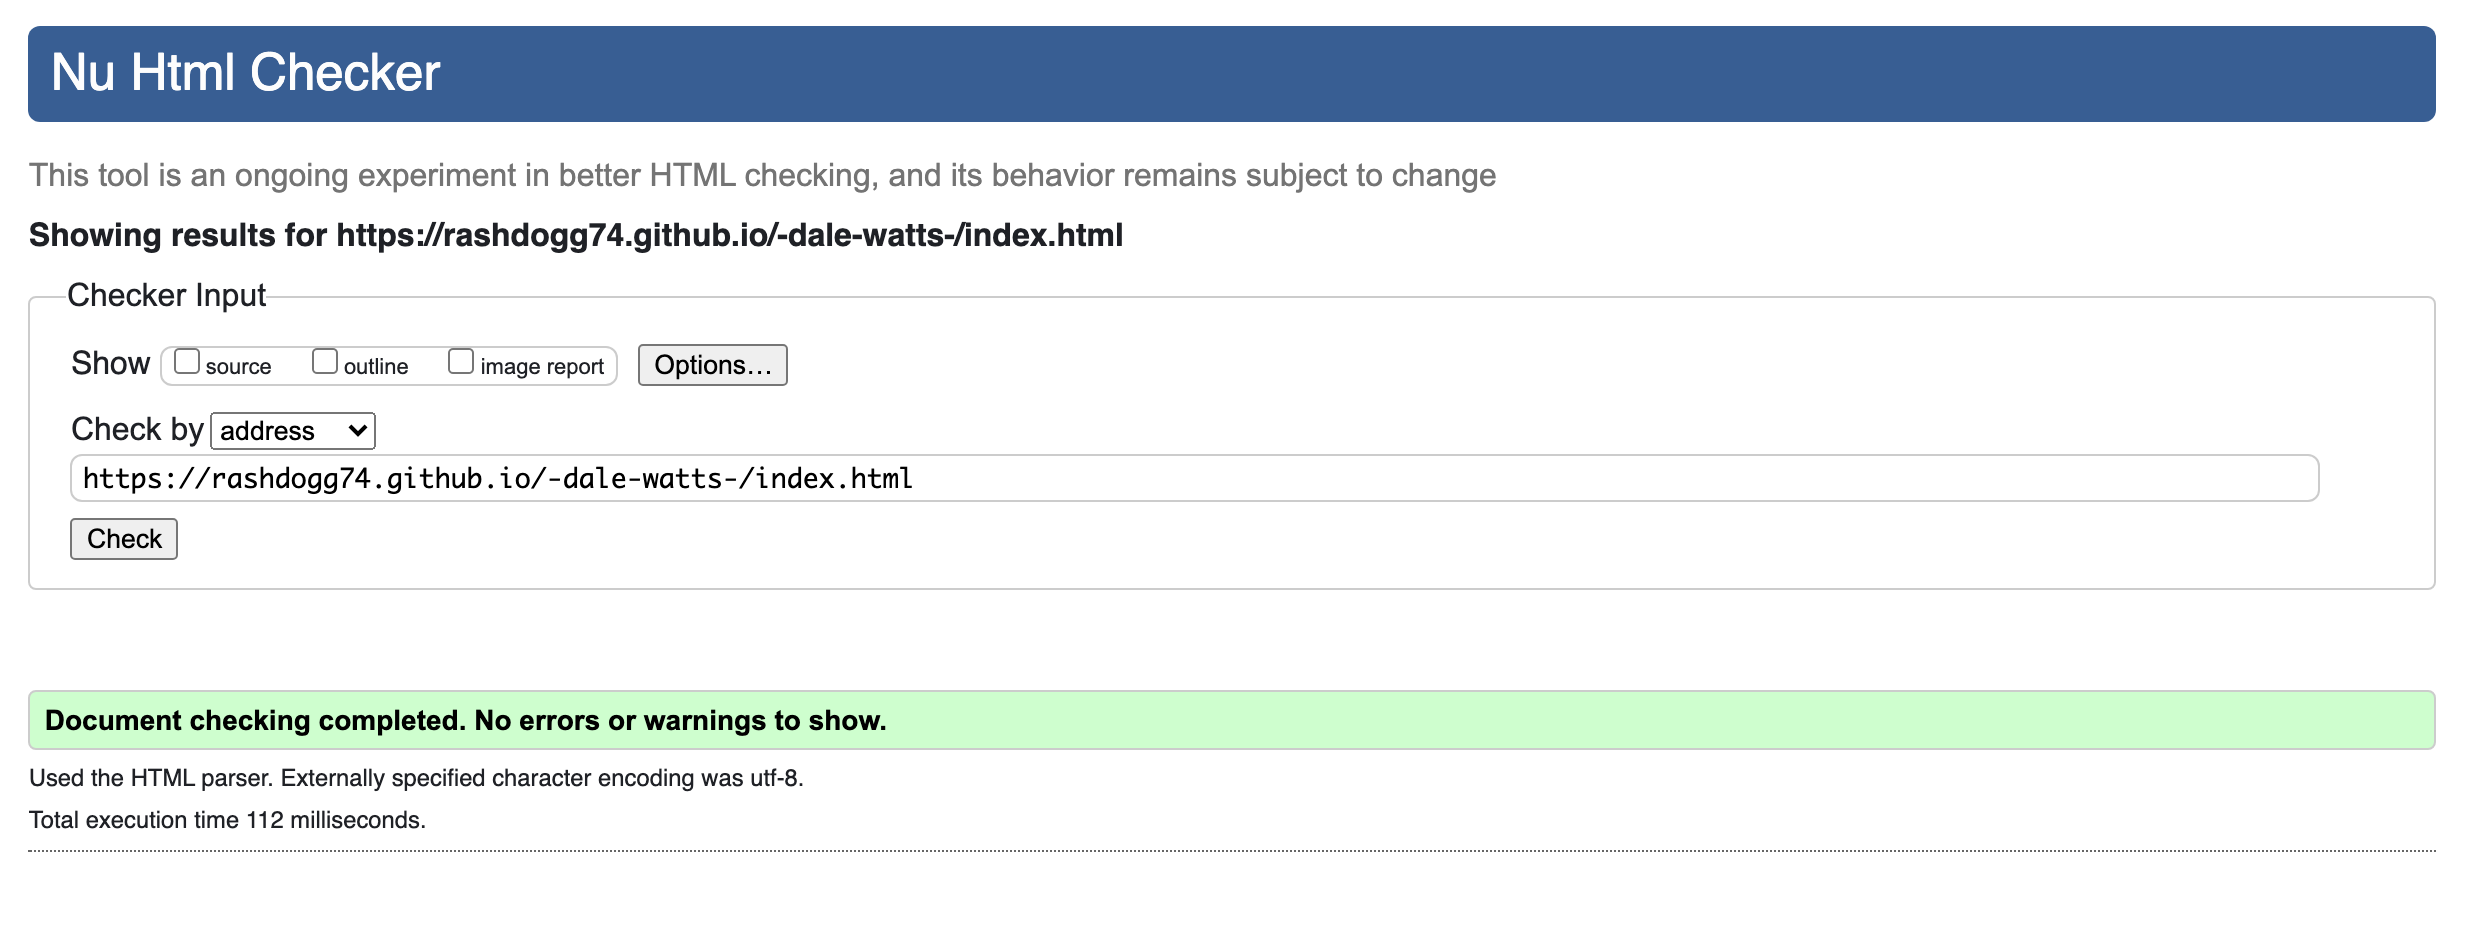 Nu Html Checker
This tool is an ongoing experiment in better HTML checking, and its behavior remains subject to change
Showing results for https://rashdogg74.github.io/-dale-watts-/index.html
Checker Input
Show source outline image report Options...
Check by address
https://rashdogg74.github.io/-dale-watts-/index.html
Check
Document checking completed. No errors or warnings to show.
Used the HTML parser. Externally specified character encoding was utf-8.
Total execution time 112 milliseconds.